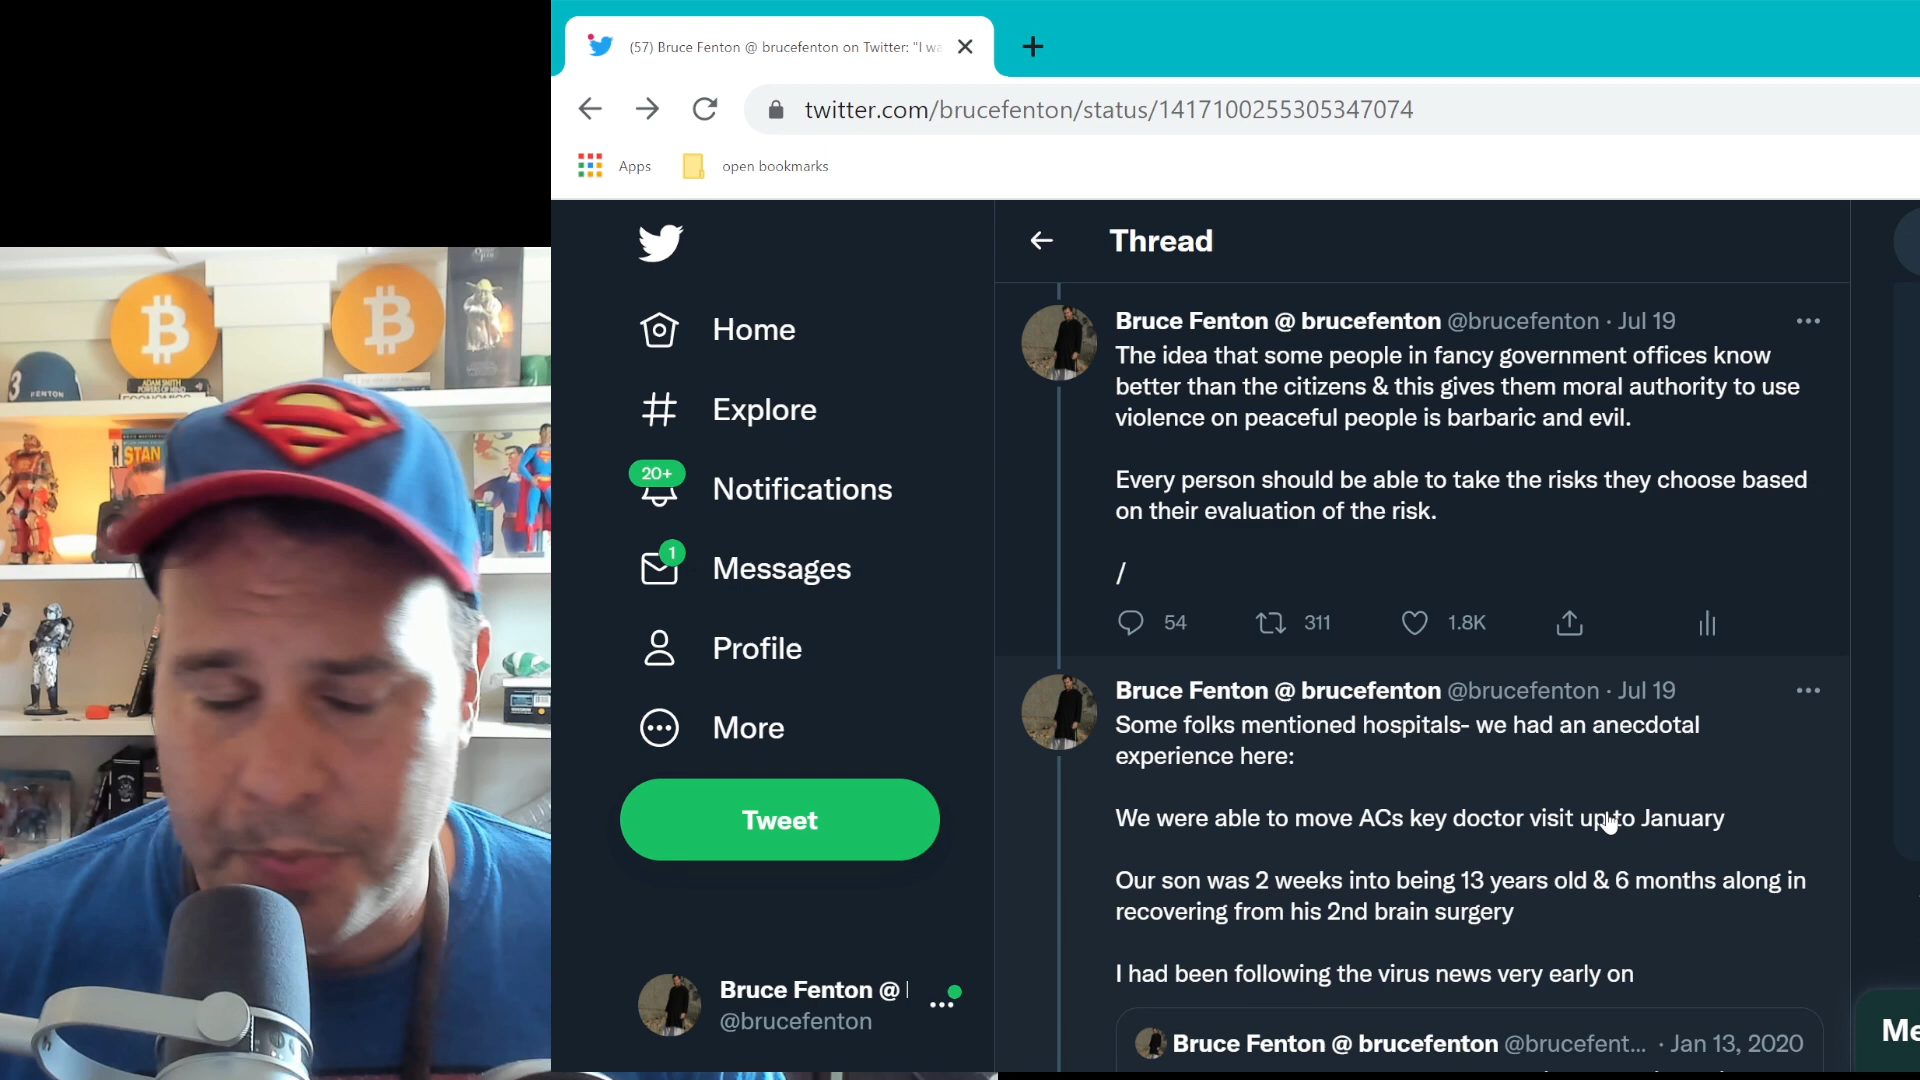 (57) Bruce Fenton @ brucefenton on Twitter: "I wa
twitter.com/brucefenton/status/1417100255305347074
Apps
open bookmarks
Thread
Home
Explore
20+
Notifications
1
Messages
Profile
More
Tweet
Bruce Fenton @
@brucefenton
Bruce Fenton @ brucefenton @brucefenton · Jul 19
The idea that some people in fancy government offices know
better than the citizens & this gives them moral authority to use
violence on peaceful people is barbaric and evil.
Every person should be able to take the risks they choose based
on their evaluation of the risk.
/
54
311
1.8K
Bruce Fenton @ brucefenton @brucefenton · Jul 19
Some folks mentioned hospitals- we had an anecdotal
experience here:
We were able to move ACs key doctor visit up to January
Our son was 2 weeks into being 13 years old & 6 months along in
recovering from his 2nd brain surgery
I had been following the virus news very early on
Bruce Fenton @ brucefenton @brucefent... · Jan 13, 2020
Me
3
FENTON
ADAM SMITH
ECONOMICS
STAN